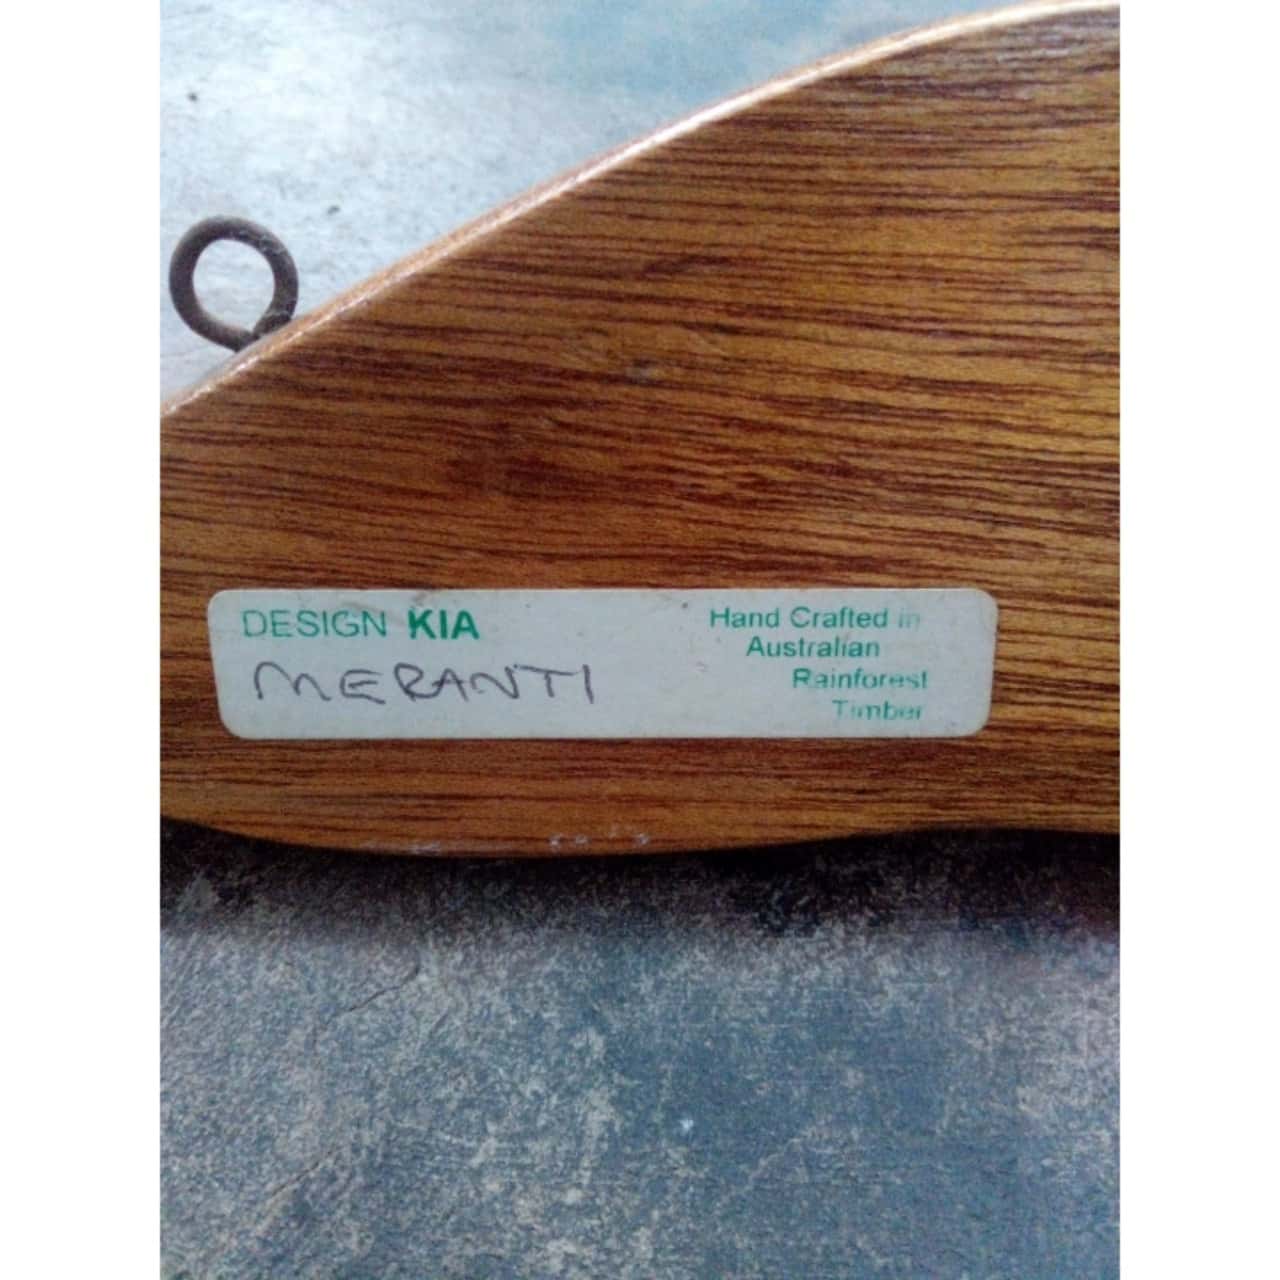 DESIGN KIA
MERANTI
Hand Crafted in
Australian
Rainforest
Timber